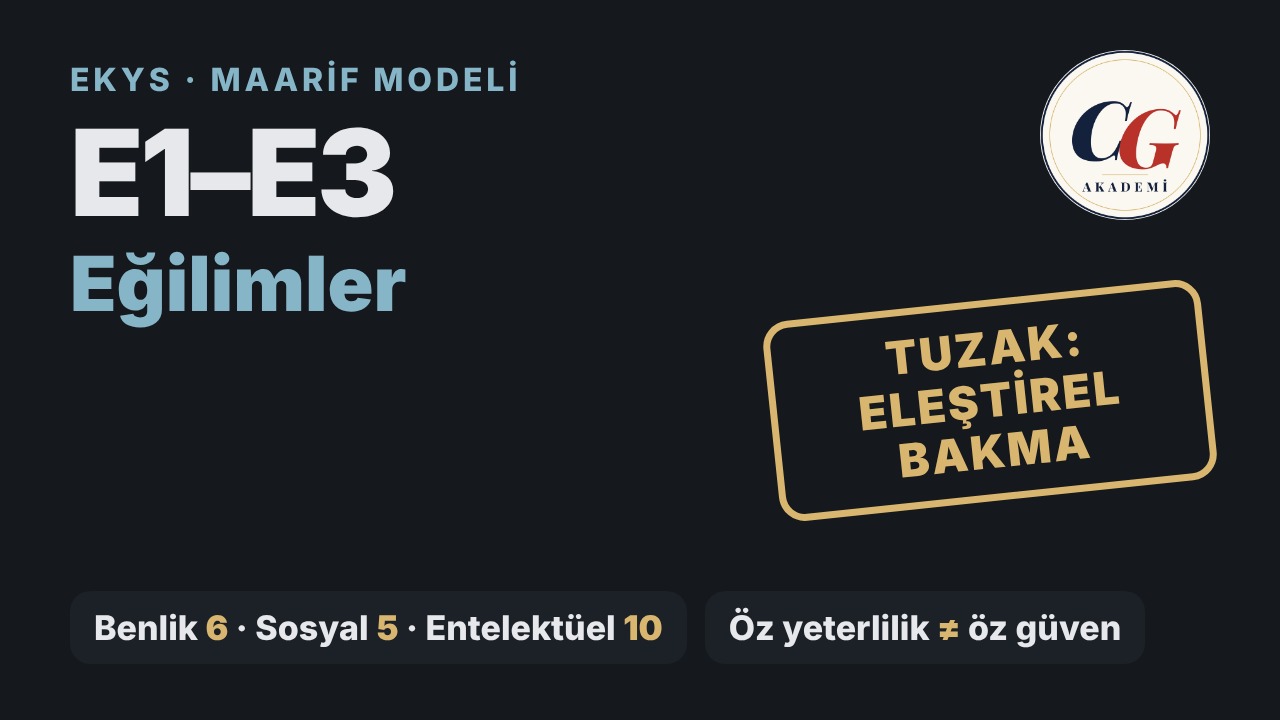 EKYS · MAARİF MODELİ
E1–E3
Eğilimler
CG
AKADEMİ
TUZAK:
ELEŞTİREL
BAKMA
Benlik 6 · Sosyal 5 · Entelektüel 10
Öz yeterlilik ≠ öz güven